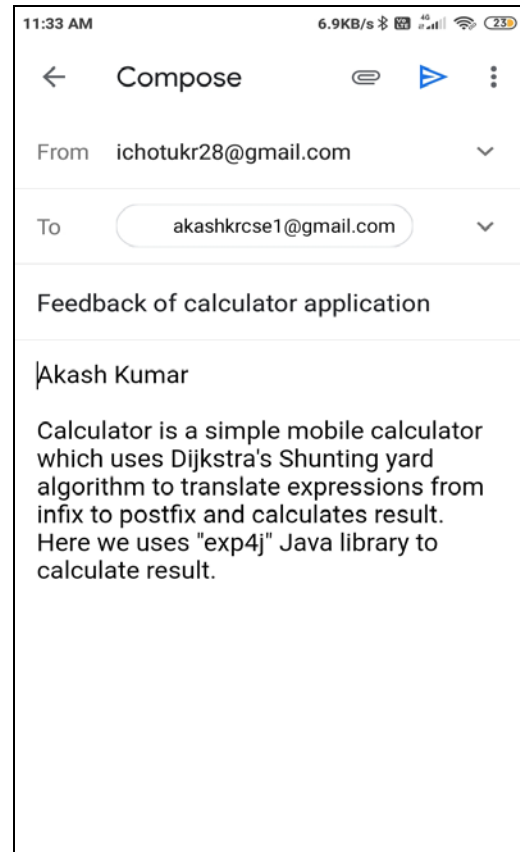 11:33 AM 6.9KB/s 4G 23
Compose
From ichotukr28@gmail.com
To akashkrcse1@gmail.com
Feedback of calculator application
Akash Kumar
Calculator is a simple mobile calculator
which uses Dijkstra's Shunting yard
algorithm to translate expressions from
infix to postfix and calculates result.
Here we uses "exp4j" Java library to
calculate result.